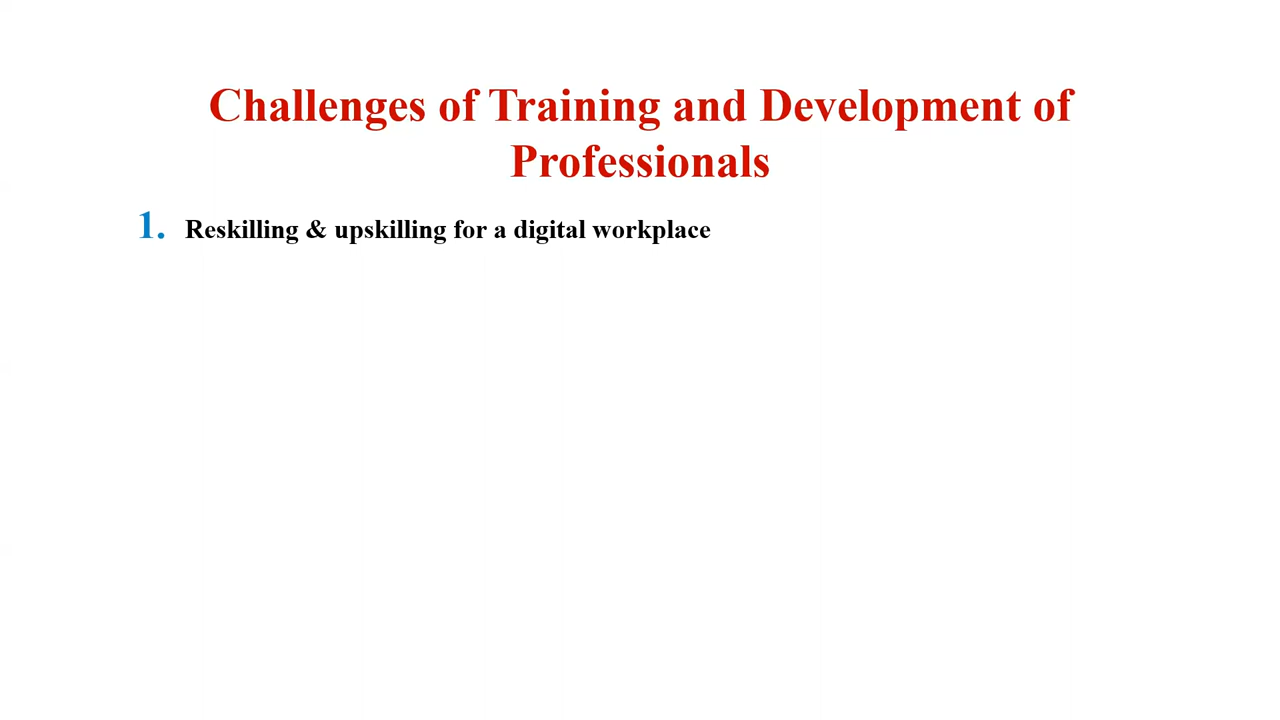 Challenges of Training and Development of
Professionals
1. Reskilling & upskilling for a digital workplace